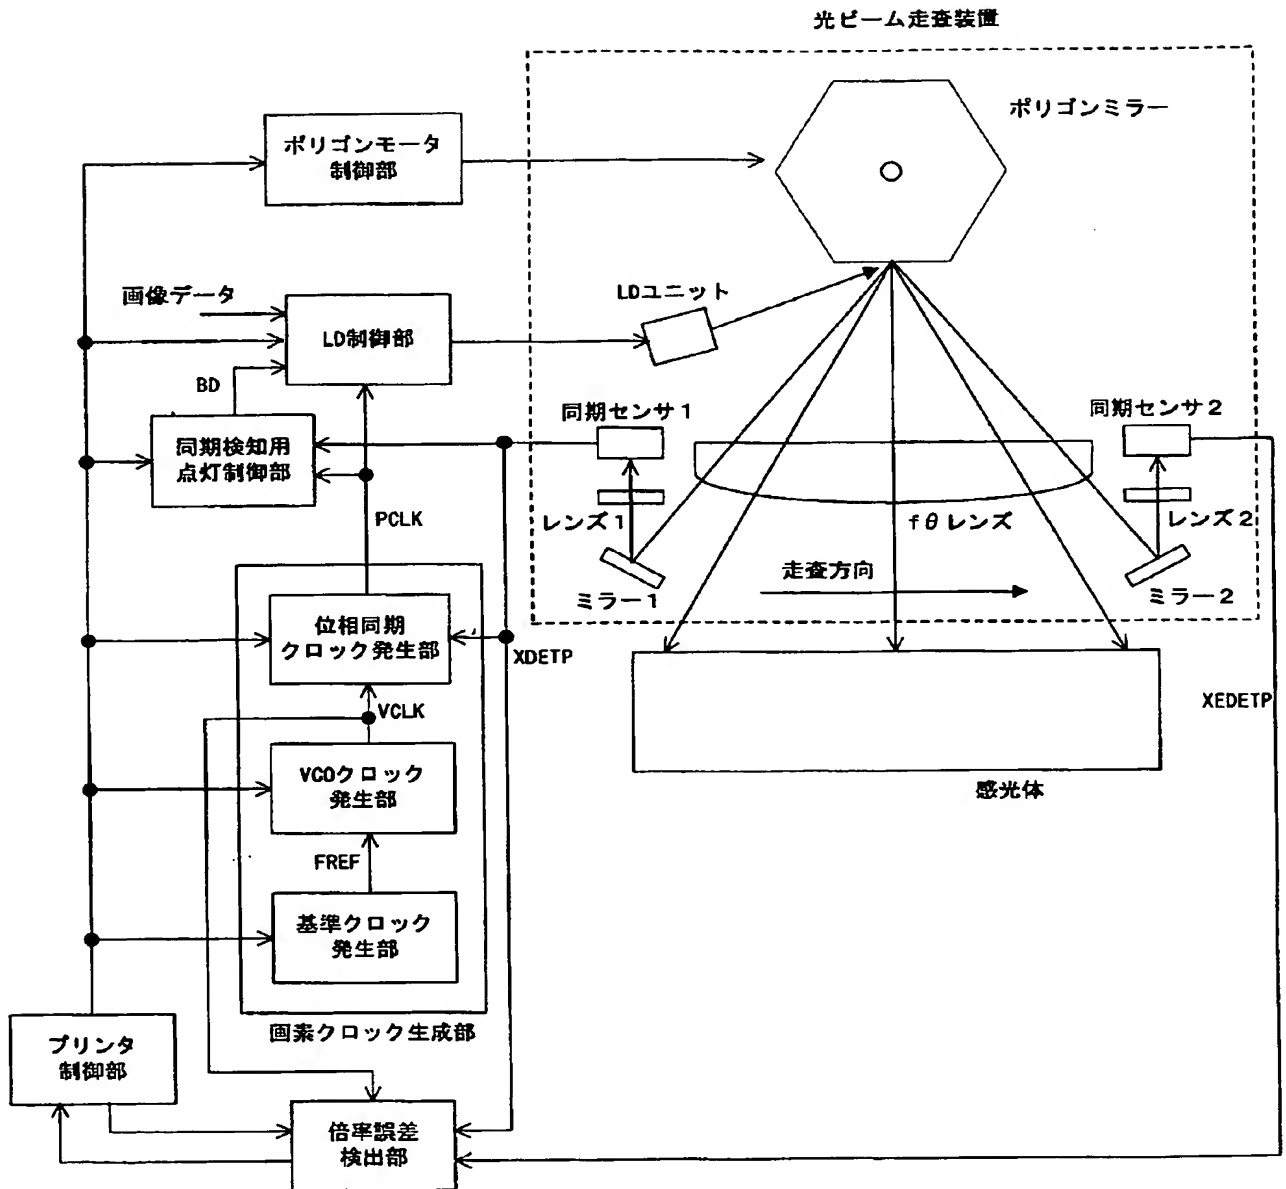 光ビーム走査装置
ポリゴンミラー
ポリゴンモータ
制御部
画像データ
LD制御部
LDユニット
BD
同期センサ1
同期センサ2
同期検知用
点灯制御部
PCLK
レンズ1
fθレンズ
レンズ2
走査方向
ミラー1
ミラー2
位相同期
クロック発生部
XDETP
XEDETP
VCLK
VCOクロック
発生部
感光体
FREF
基準クロック
発生部
画素クロック生成部
プリンタ
制御部
倍率誤差
検出部